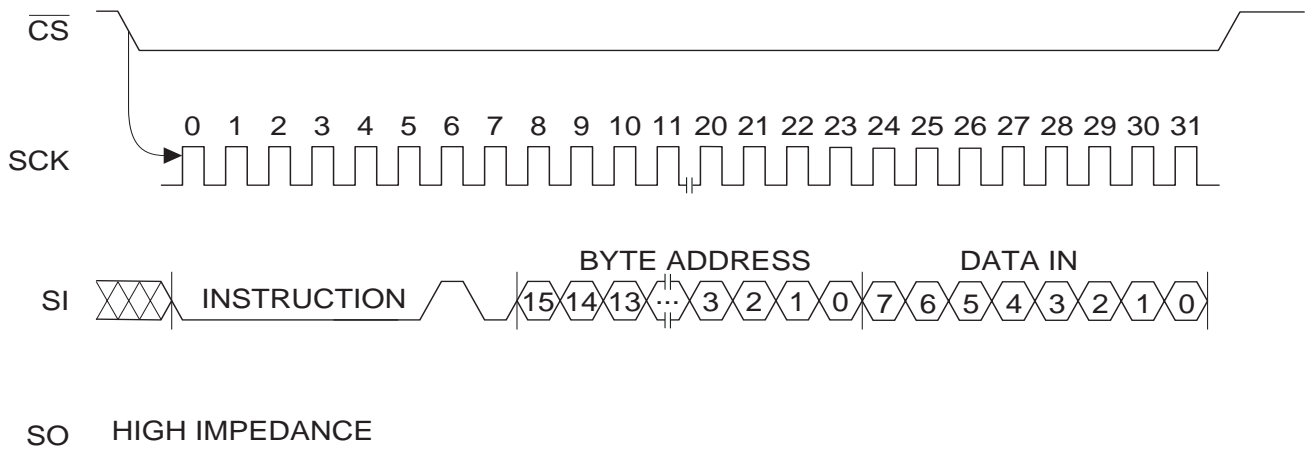 CS
0 1 2 3 4 5 6 7 8 9 10 11 20 21 22 23 24 25 26 27 28 29 30 31
SCK
BYTE ADDRESS DATA IN
SI INSTRUCTION 15 14 13 ... 3 2 1 0 7 6 5 4 3 2 1 0
SO HIGH IMPEDANCE